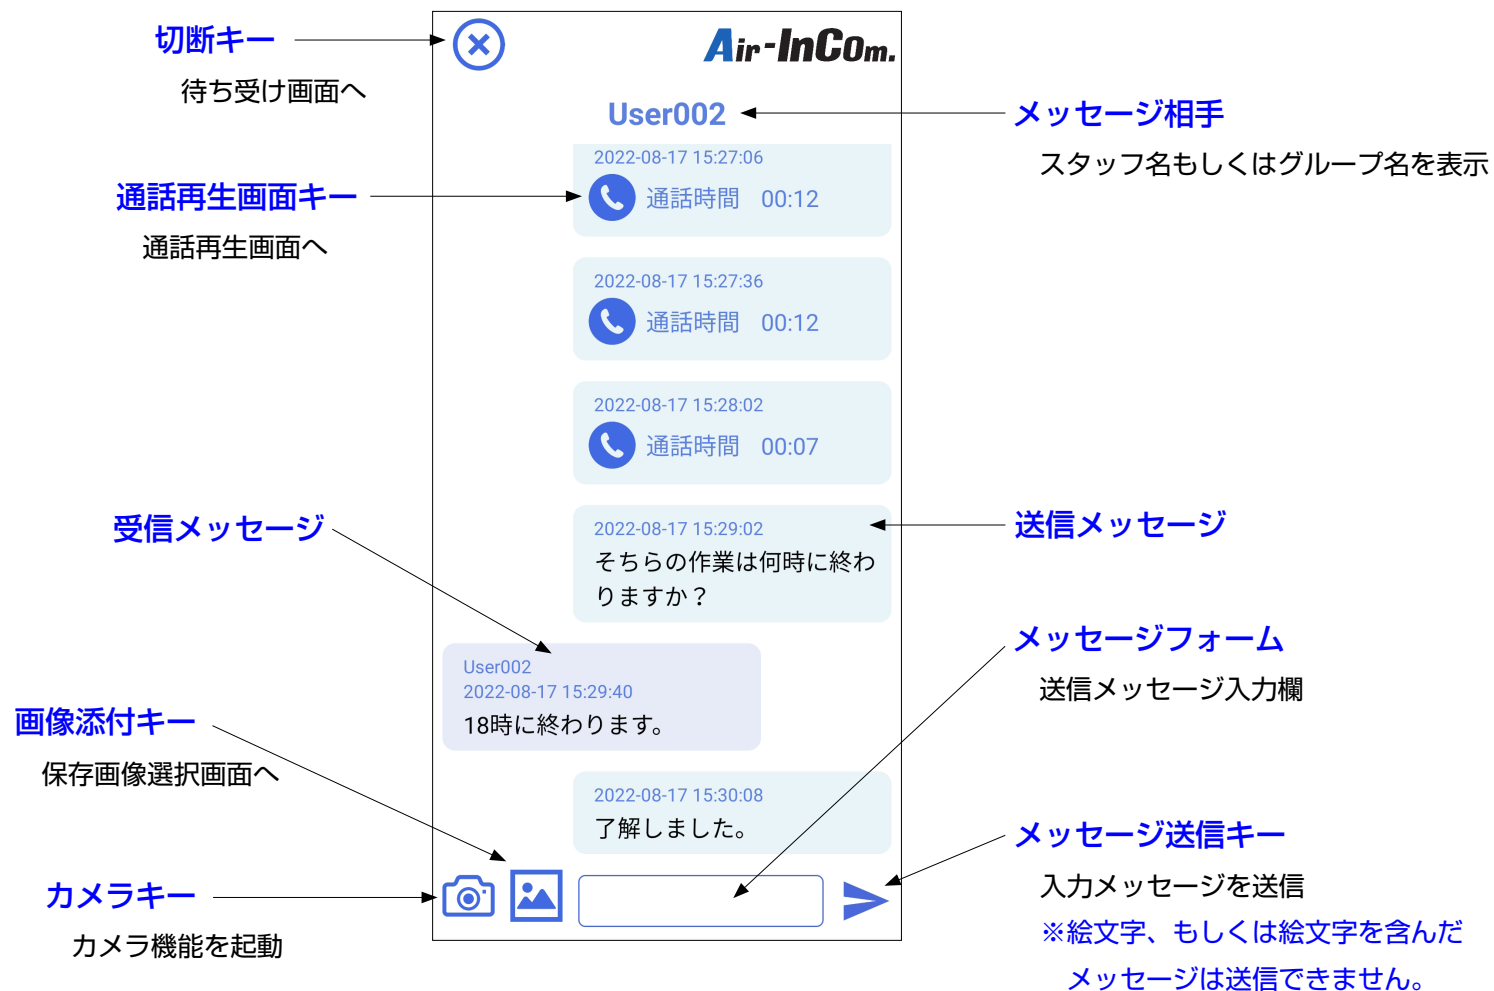 切断キー
待ち受け画面へ
通話再生画面キー
通話再生画面へ
受信メッセージ
画像添付キー
保存画像選択画面へ
カメラキー
カメラ機能を起動
Air-InCom.
User002
2022-08-17 15:27:06
通話時間 00:12
2022-08-17 15:27:36
通話時間 00:12
2022-08-17 15:28:02
通話時間 00:07
2022-08-17 15:29:02
そちらの作業は何時に終わ
りますか？
User002
2022-08-17 15:29:40
18時に終わります。
2022-08-17 15:30:08
了解しました。
メッセージ相手
スタッフ名もしくはグループ名を表示
送信メッセージ
メッセージフォーム
送信メッセージ入力欄
メッセージ送信キー
入力メッセージを送信
※絵文字、もしくは絵文字を含んだ
メッセージは送信できません。